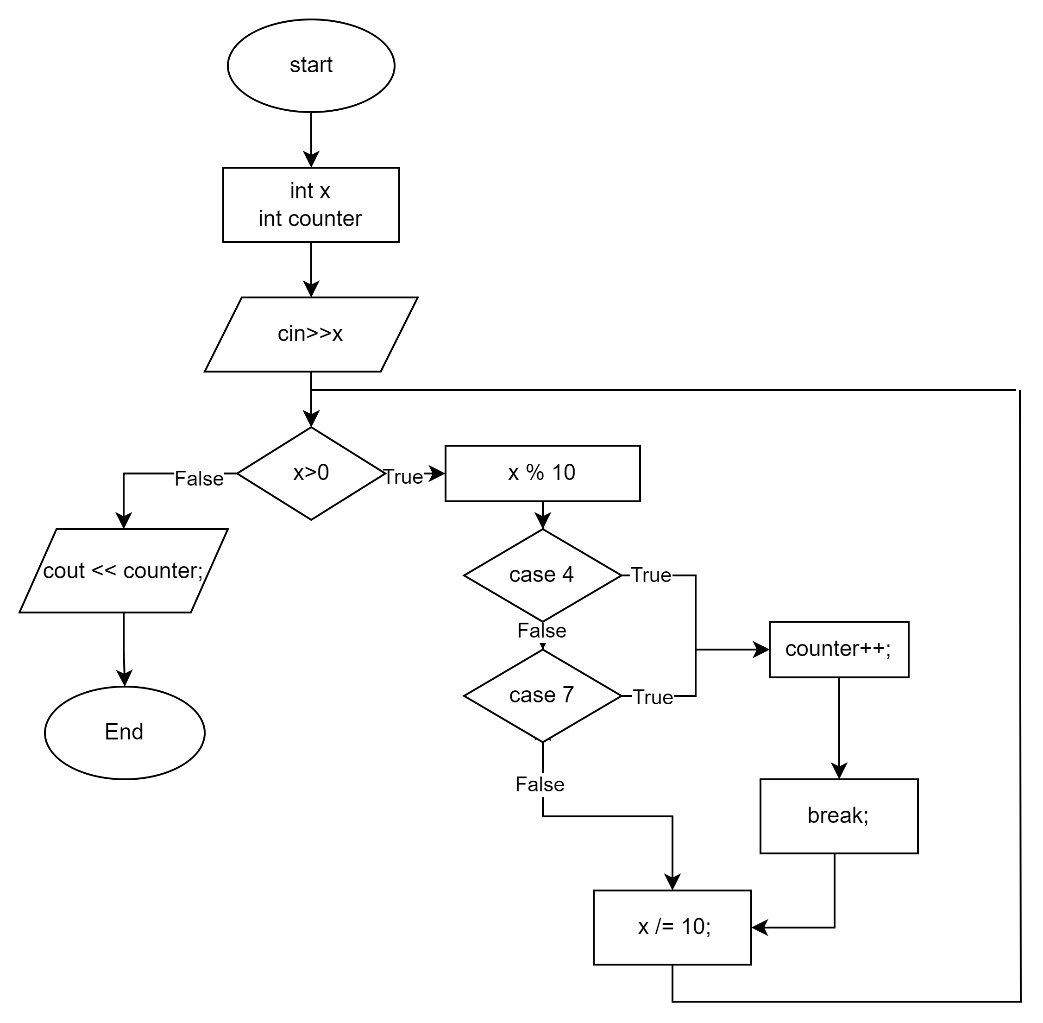 start
int x
int counter
cin>>x
x>0
False
True
x % 10
cout << counter;
case 4
True
False
counter++;
case 7
True
End
False
break;
x /= 10;